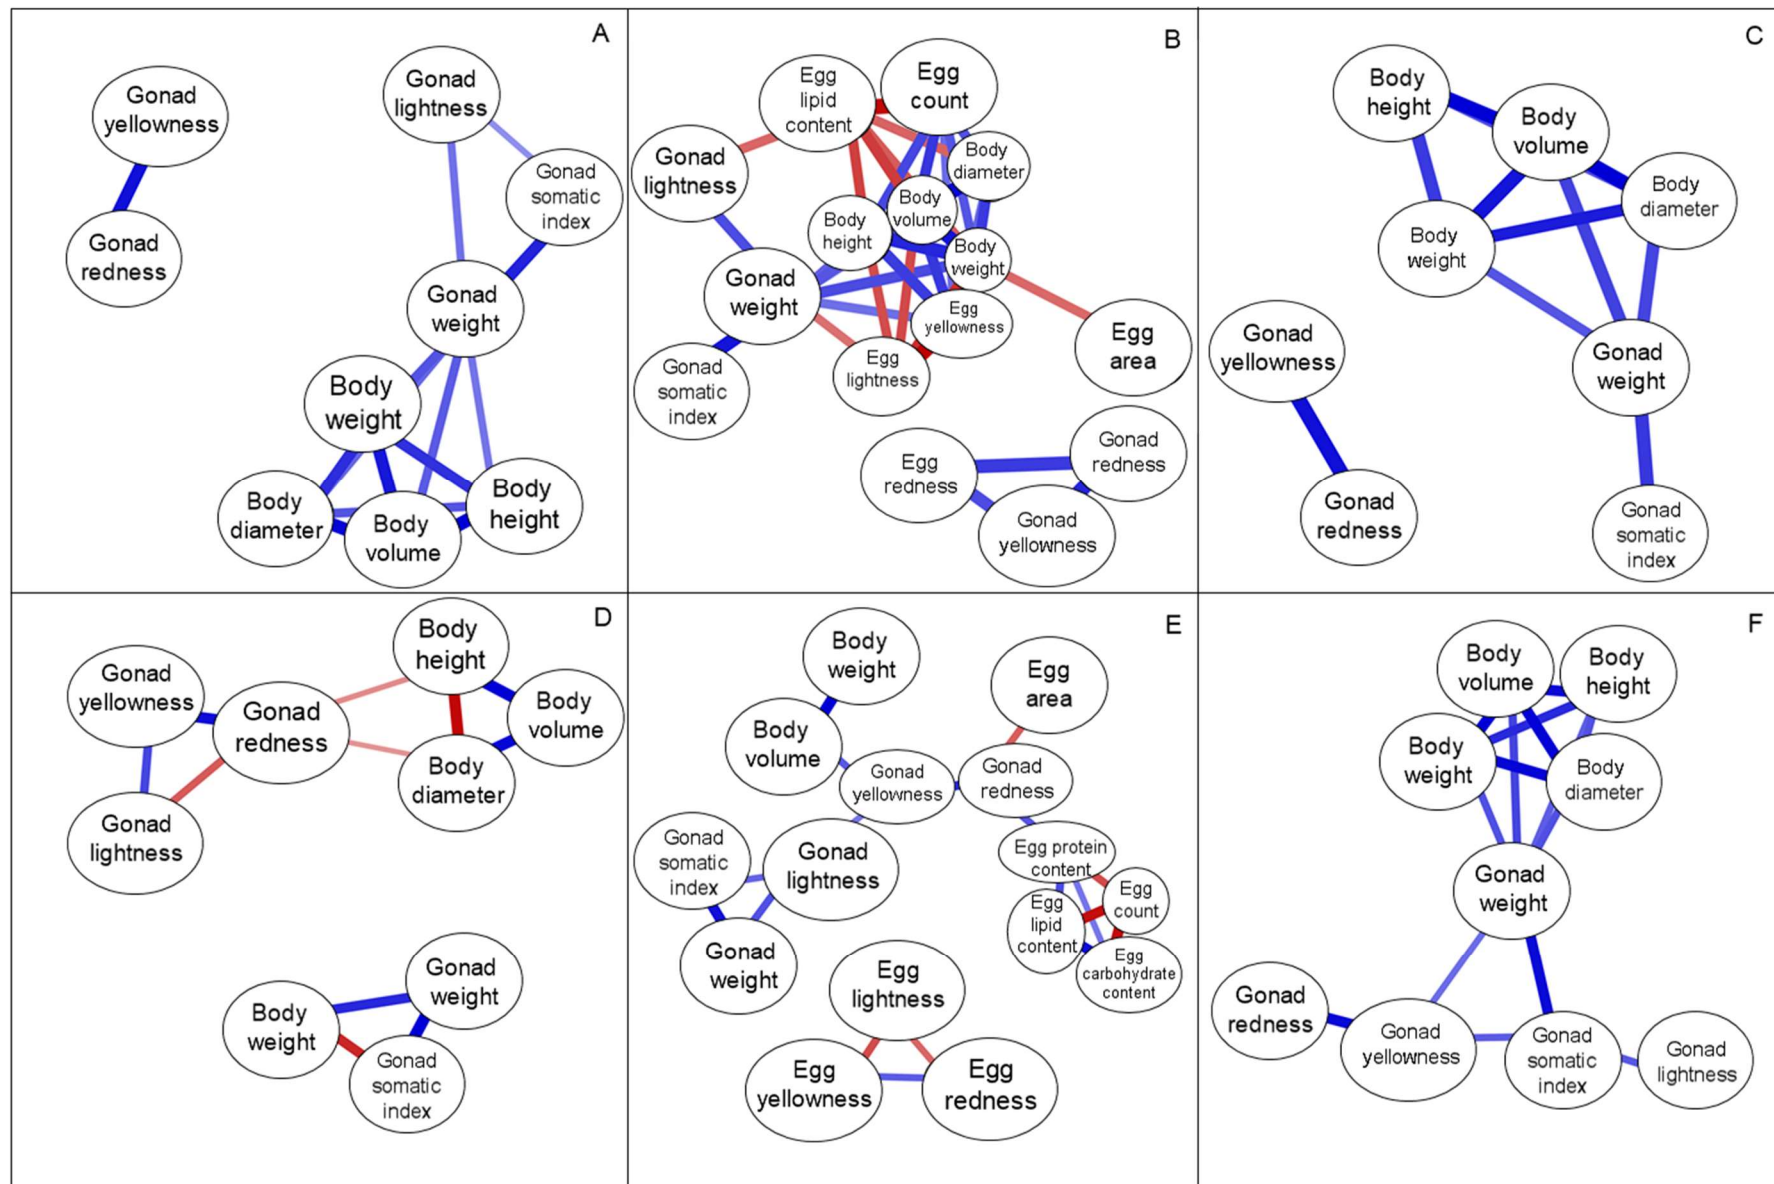 A
Gonad
yellowness
Gonad
redness
Gonad
lightness
Gonad
somatic
index
Gonad
weight
Body
weight
Body
diameter
Body
volume
Body
height
B
Egg
lipid
content
Egg
count
Gonad
lightness
Body
diameter
Body
volume
Body
height
Body
weight
Gonad
weight
Egg
yellowness
Egg
area
Gonad
somatic
index
Egg
lightness
Egg
redness
Gonad
redness
Gonad
yellowness
C
Body
height
Body
volume
Body
diameter
Body
weight
Gonad
yellowness
Gonad
weight
Gonad
redness
Gonad
somatic
index
D
Body
height
Gonad
yellowness
Gonad
redness
Body
volume
Body
diameter
Gonad
lightness
Gonad
weight
Body
weight
Gonad
somatic
index
E
Body
weight
Egg
area
Body
volume
Gonad
yellowness
Gonad
redness
Gonad
somatic
index
Gonad
lightness
Egg protein
content
Egg
count
Egg
lipid
content
Gonad
weight
Egg
carbohydrate
content
Egg
lightness
Egg
yellowness
Egg
redness
F
Body
volume
Body
height
Body
weight
Body
diameter
Gonad
weight
Gonad
redness
Gonad
yellowness
Gonad
somatic
index
Gonad
lightness